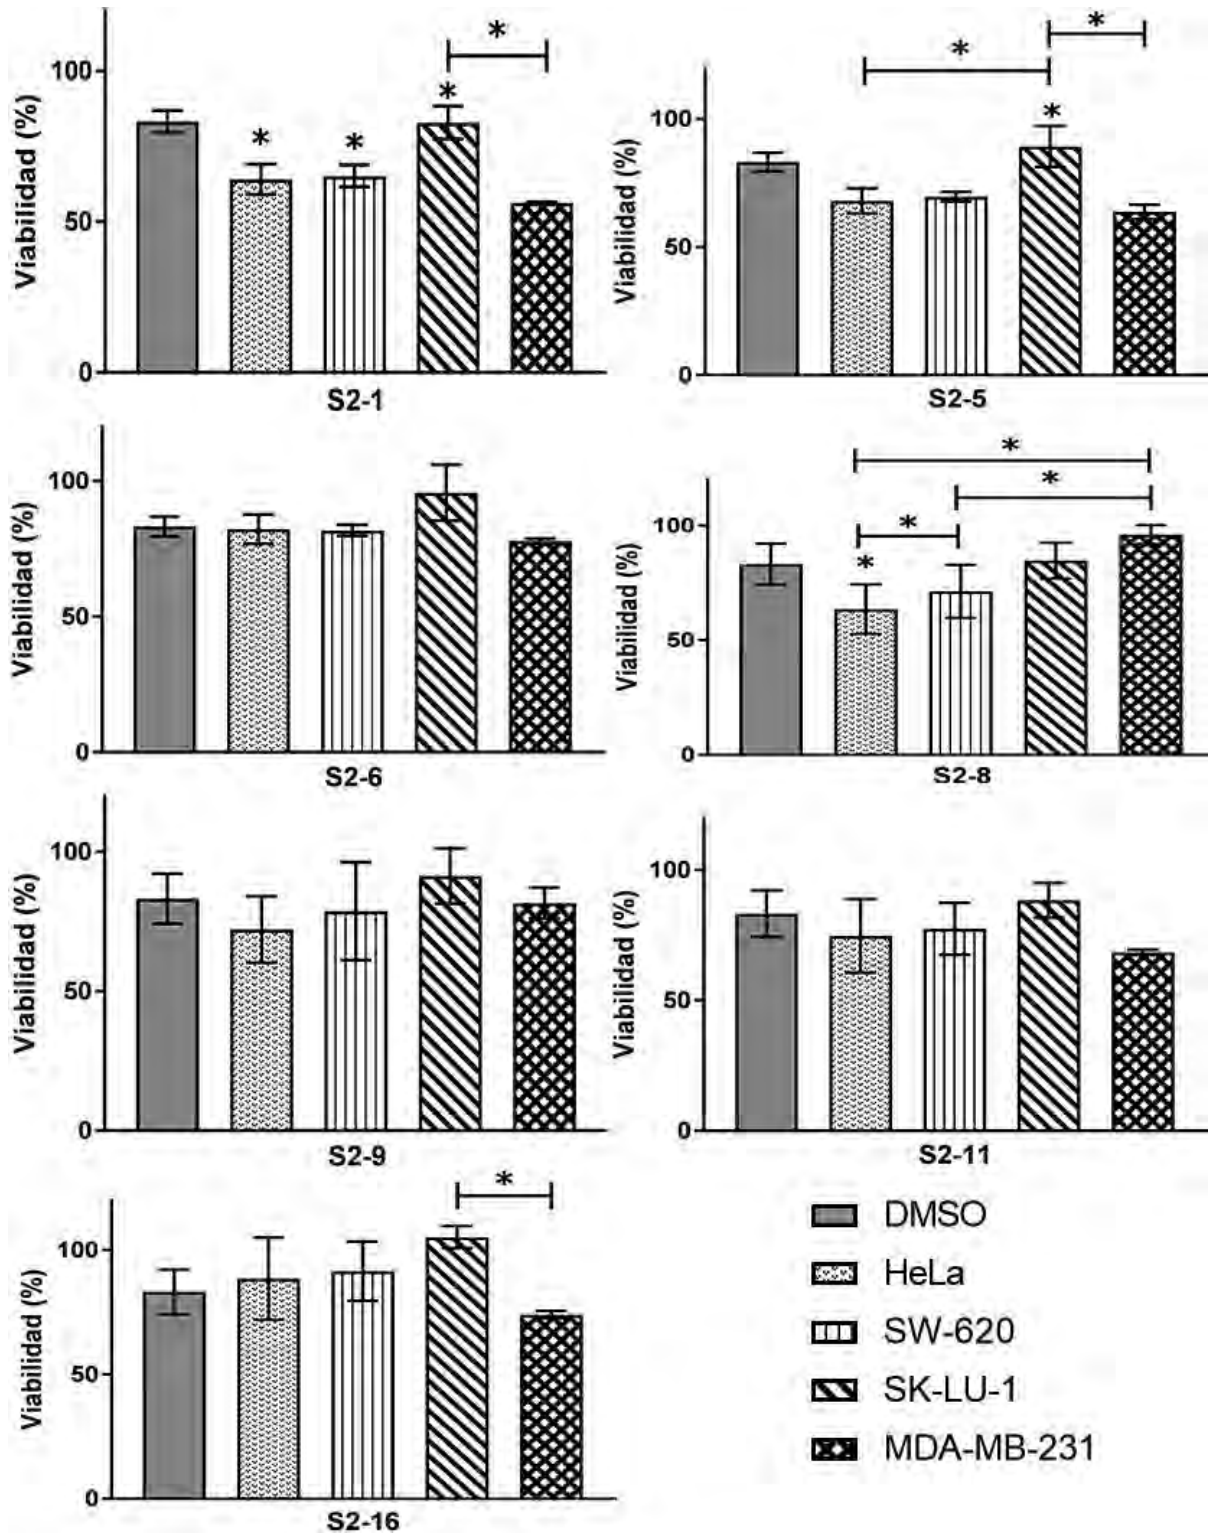 *
*
*
*
100
50
0
Viabilidad (%)
S2-1
*
*
*
100
50
0
Viabilidad (%)
S2-5
100
50
0
Viabilidad (%)
S2-6
*
*
*
*
100
50
0
Viabilidad (%)
S2-8
100
50
0
Viabilidad (%)
S2-9
100
50
0
Viabilidad (%)
S2-11
*
100
50
0
Viabilidad (%)
S2-16
DMSO
HeLa
SW-620
SK-LU-1
MDA-MB-231